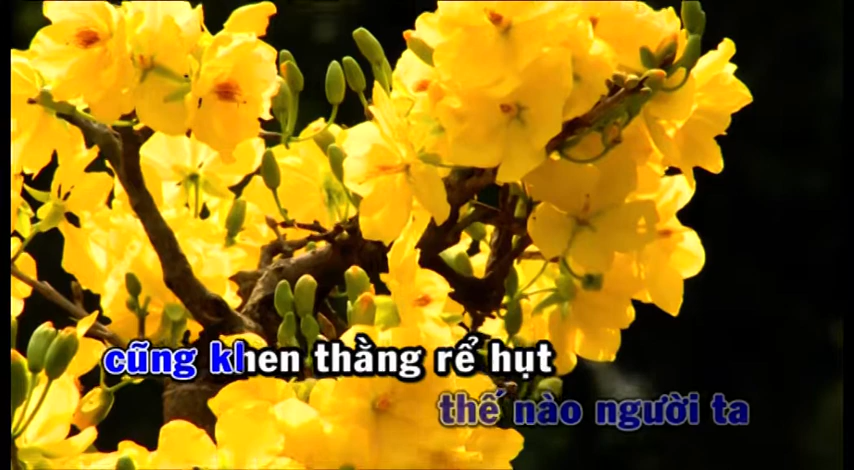 cũng khen thằng rể hụt
thế nào người ta